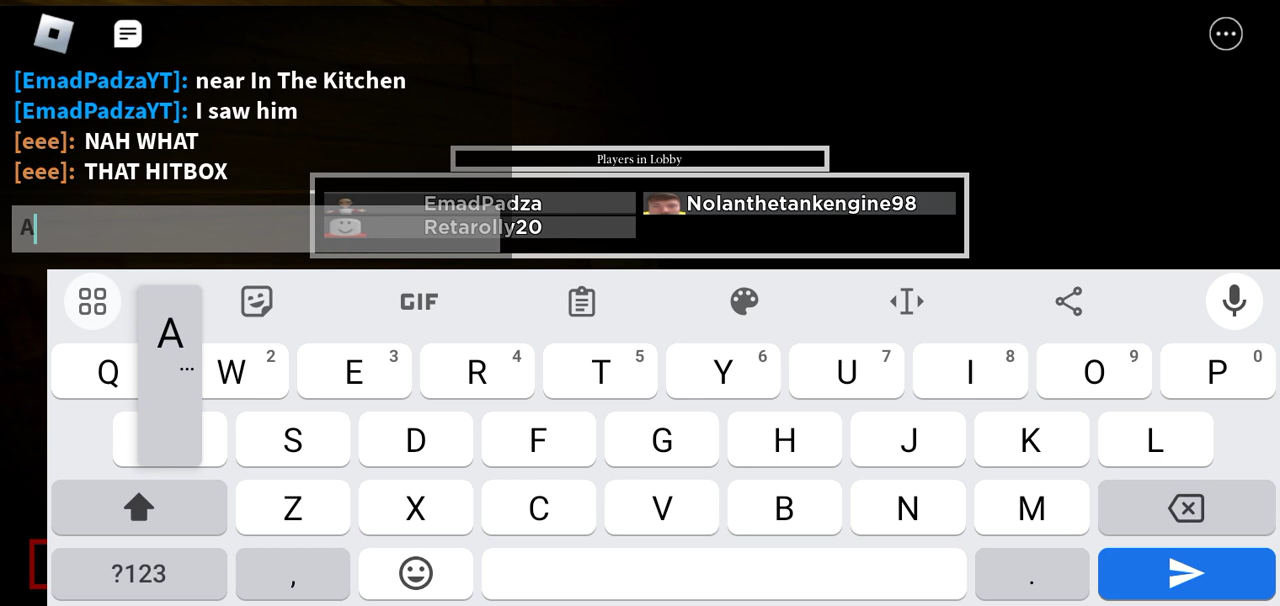 [EmadPadzaYT]: near In The Kitchen
[EmadPadzaYT]: I saw him
[eee]: NAH WHAT
[eee]: THAT HITBOX
Players in Lobby
EmadPadza Nolanthetankengine98
Retarolly20
A
GIF
A
...
Q W 2 E 3 R 4 T 5 Y 6 U 7 I 8 O 9 P 0
S D F G H J K L
Z X C V B N M
?123 , .